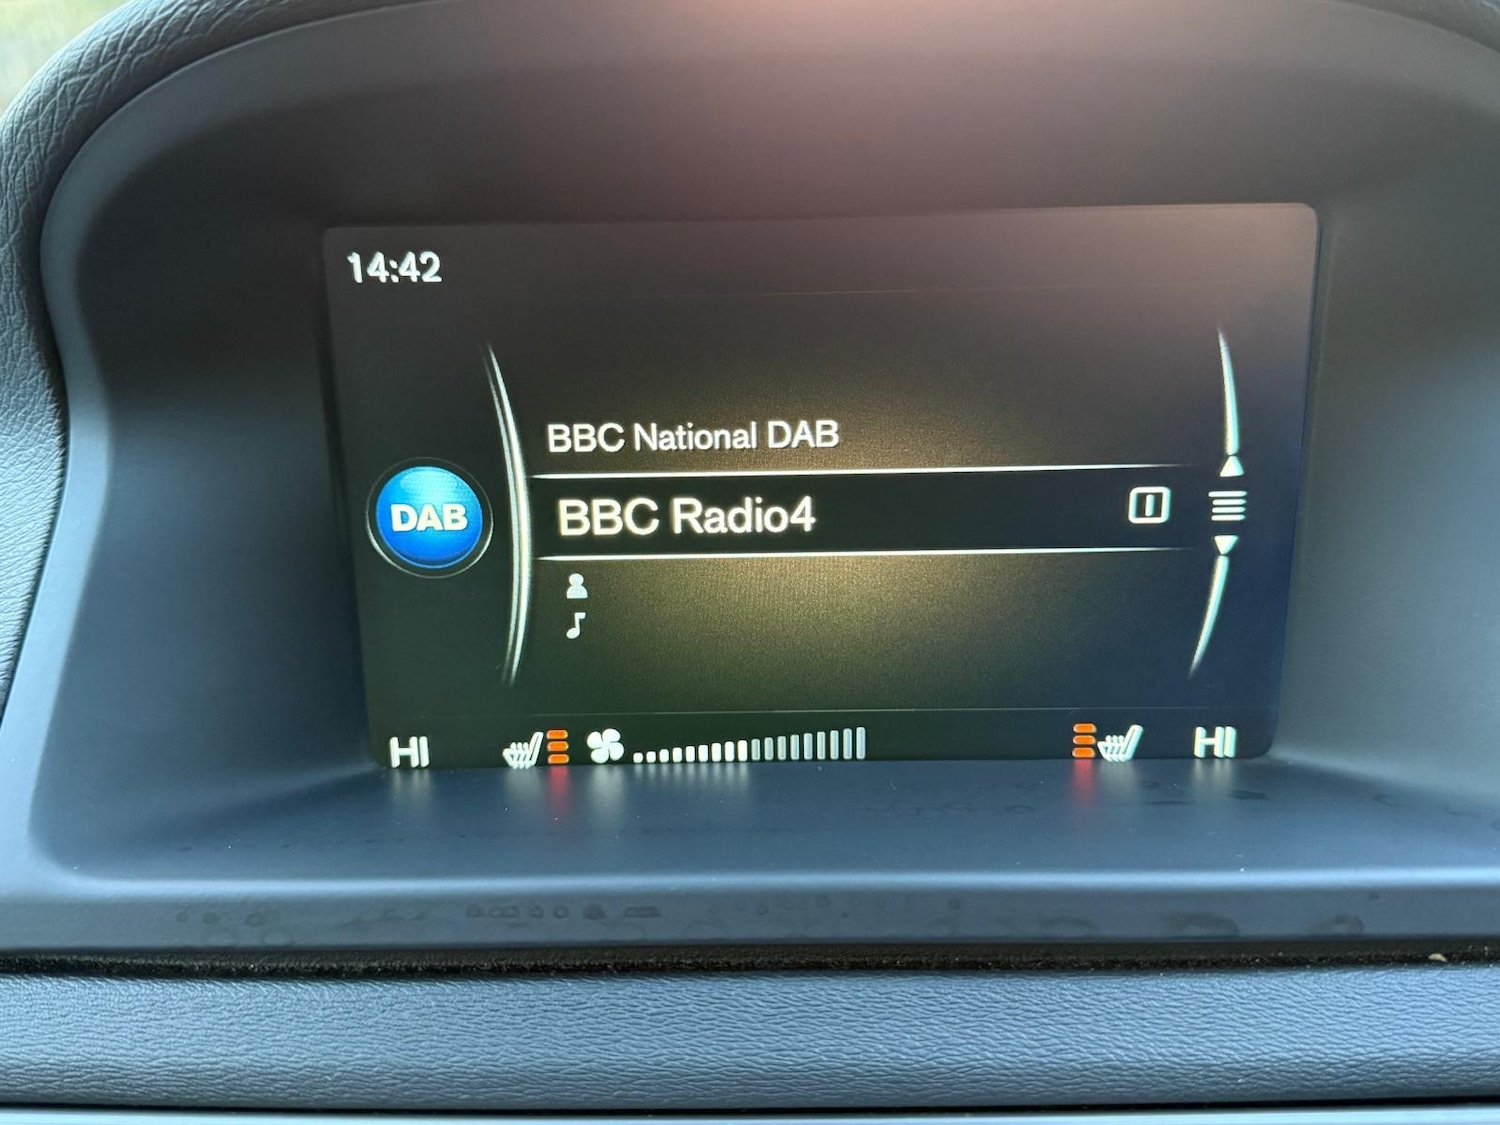 14:42
BBC National DAB
DAB
BBC Radio4
HI
HI